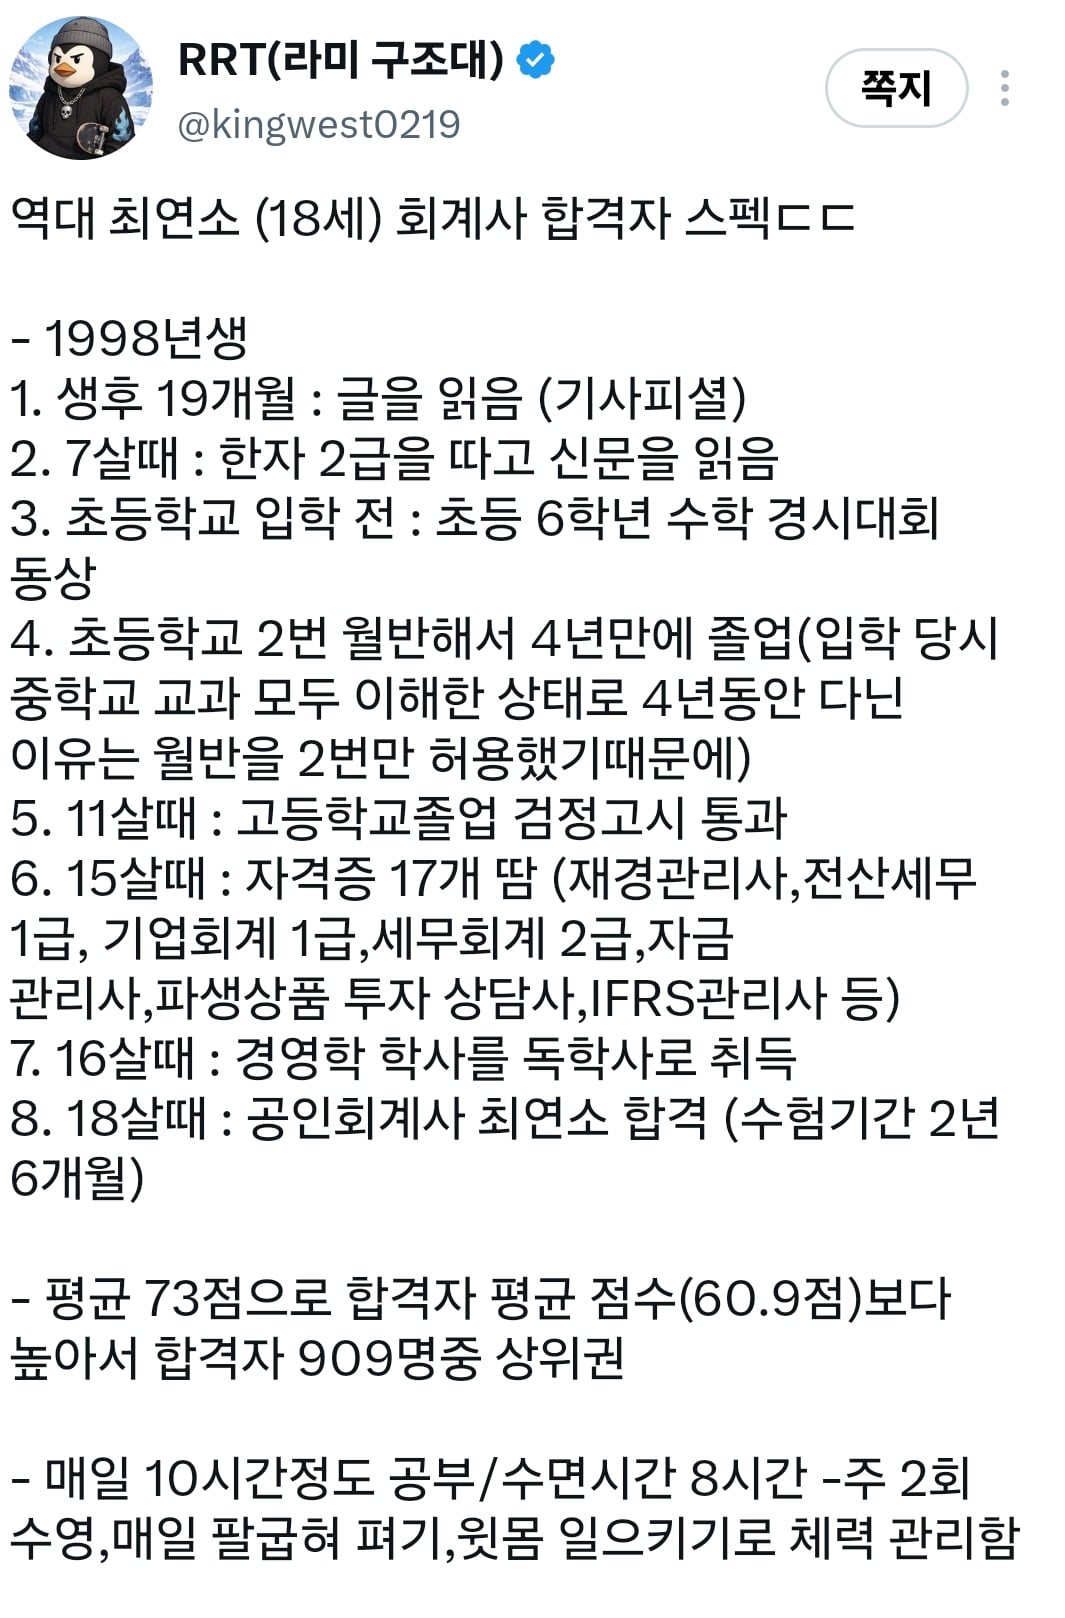 RRT(라미 구조대)
@kingwest0219
쪽지
역대 최연소 (18세) 회계사 합격자 스펙ㄷㄷ
- 1998년생
1. 생후 19개월 : 글을 읽음 (기사피셜)
2. 7살때 : 한자 2급을 따고 신문을 읽음
3. 초등학교 입학 전 : 초등 6학년 수학 경시대회
동상
4. 초등학교 2번 월반해서 4년만에 졸업(입학 당시
중학교 교과 모두 이해한 상태로 4년동안 다닌
이유는 월반을 2번만 허용했기때문에)
5. 11살때 : 고등학교졸업 검정고시 통과
6. 15살때 : 자격증 17개 땀 (재경관리사,전산세무
1급, 기업회계 1급,세무회계 2급,자금
관리사,파생상품 투자 상담사,IFRS관리사 등)
7. 16살때 : 경영학 학사를 독학사로 취득
8. 18살때 : 공인회계사 최연소 합격 (수험기간 2년
6개월)
- 평균 73점으로 합격자 평균 점수(60.9점)보다
높아서 합격자 909명중 상위권
- 매일 10시간정도 공부/수면시간 8시간 -주 2회
수영,매일 팔굽혀 펴기,윗몸 일으키기로 체력 관리함